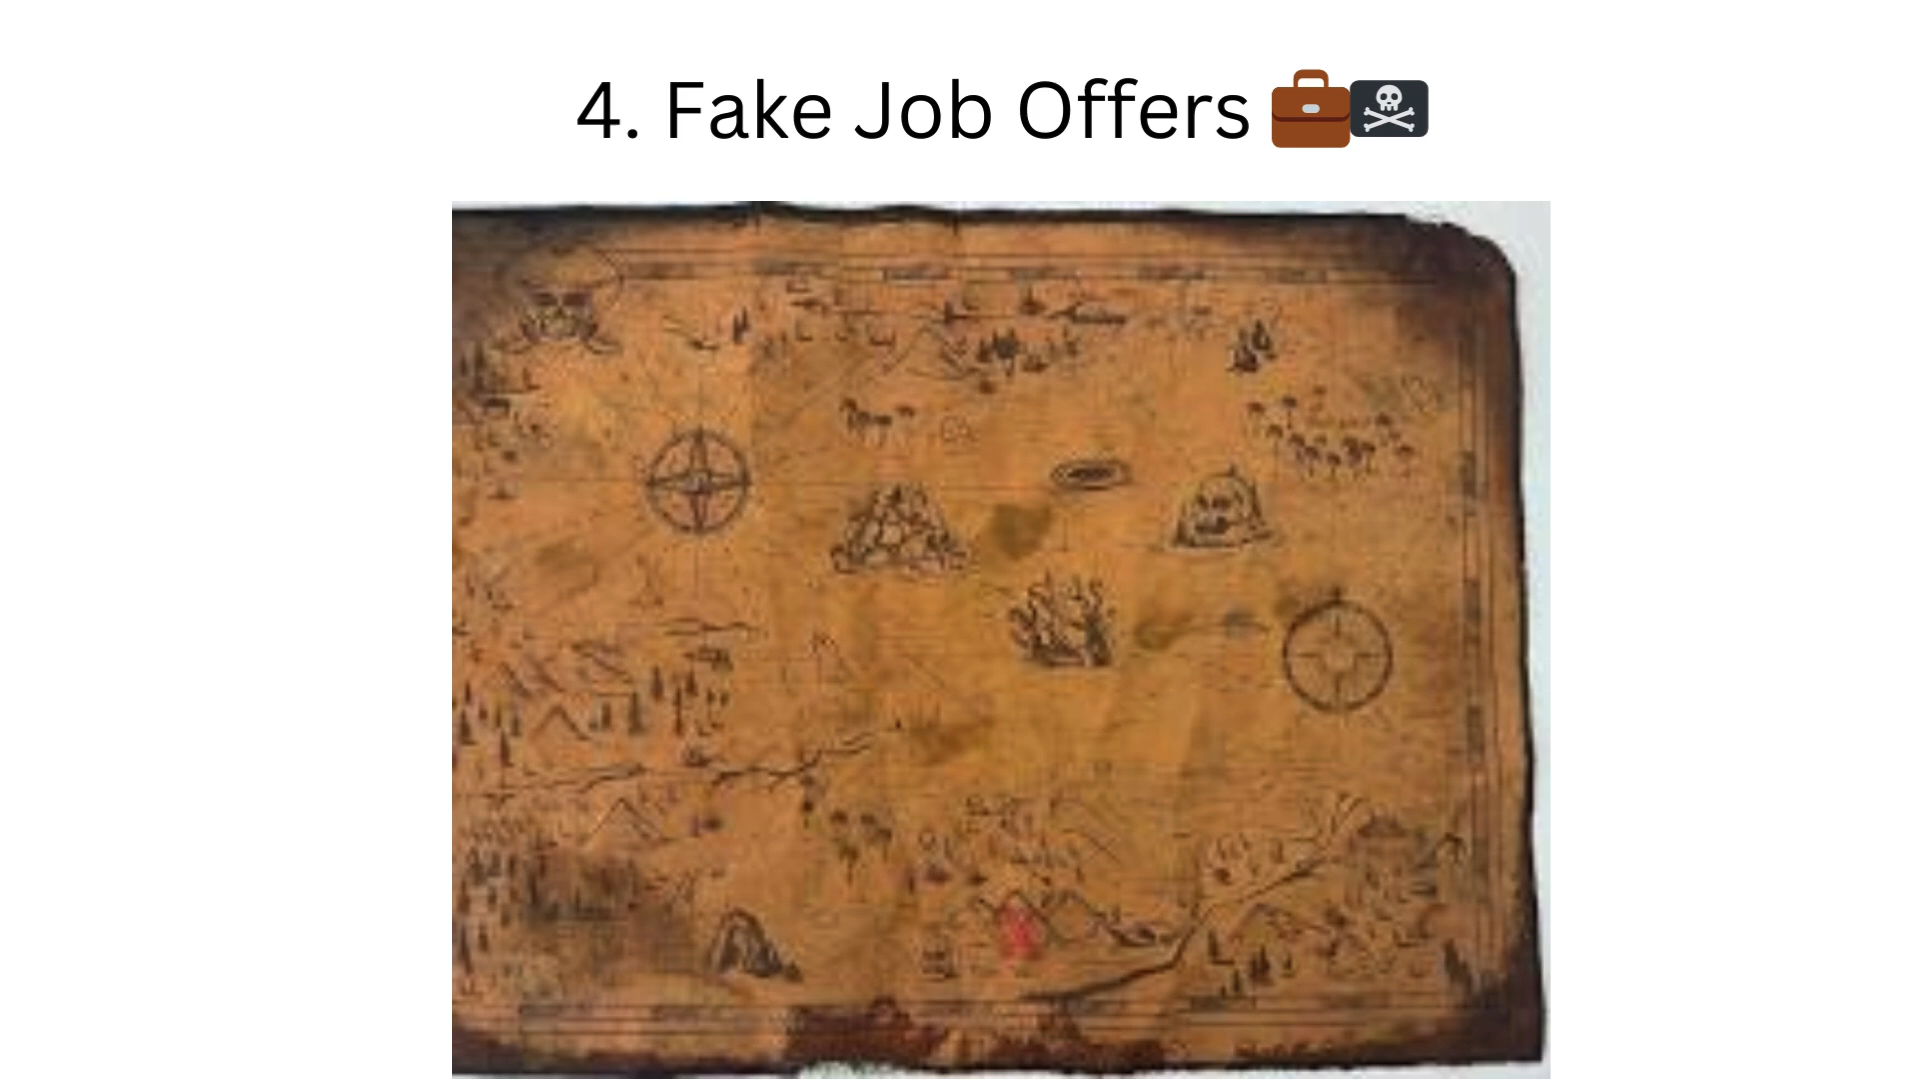 4. Fake Job Offers 💼🏴‍☠️